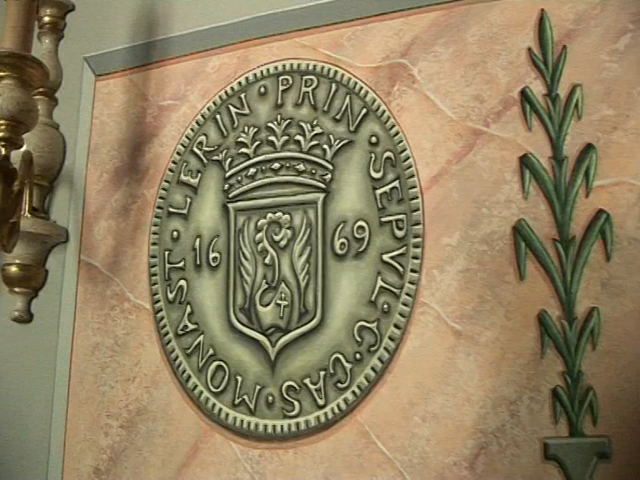 MONAST · LERIN · PRIN · SEPVL · C · CAS ·
16 69